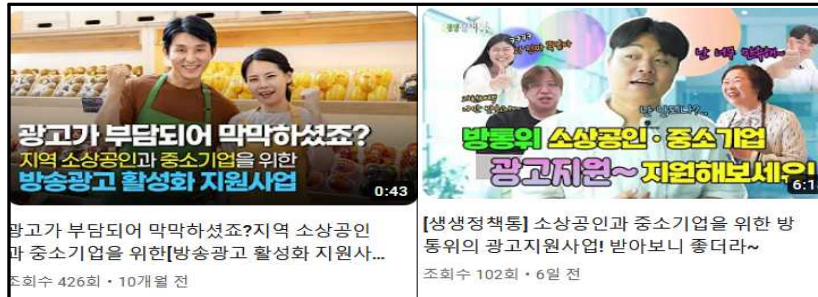 광고가 부담되어 막막하셨죠?
지역 소상공인과 중소기업을 위한
방송광고 활성화 지원사업
0:43
광고가 부담되어 막막하셨죠?지역 소상공인
과 중소기업을 위한[방송광고 활성화 지원사...
조회수 426회 • 10개월 전
????
난 너무 만족해~
난 안되나?...
방통위 소상공인·중소기업
광고지원~ 지원해보세요!
[생생정책통] 소상공인과 중소기업을 위한 방
통위의 광고지원사업! 받아보니 좋더라~
조회수 102회 • 6일 전